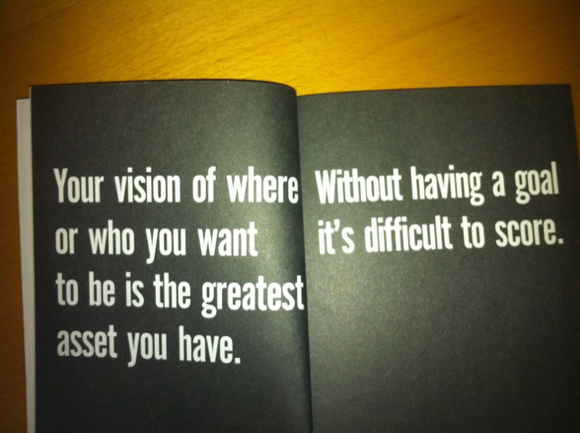 Your vision of where
or who you want
to be is the greatest
asset you have.
Without having a goal
it's difficult to score.